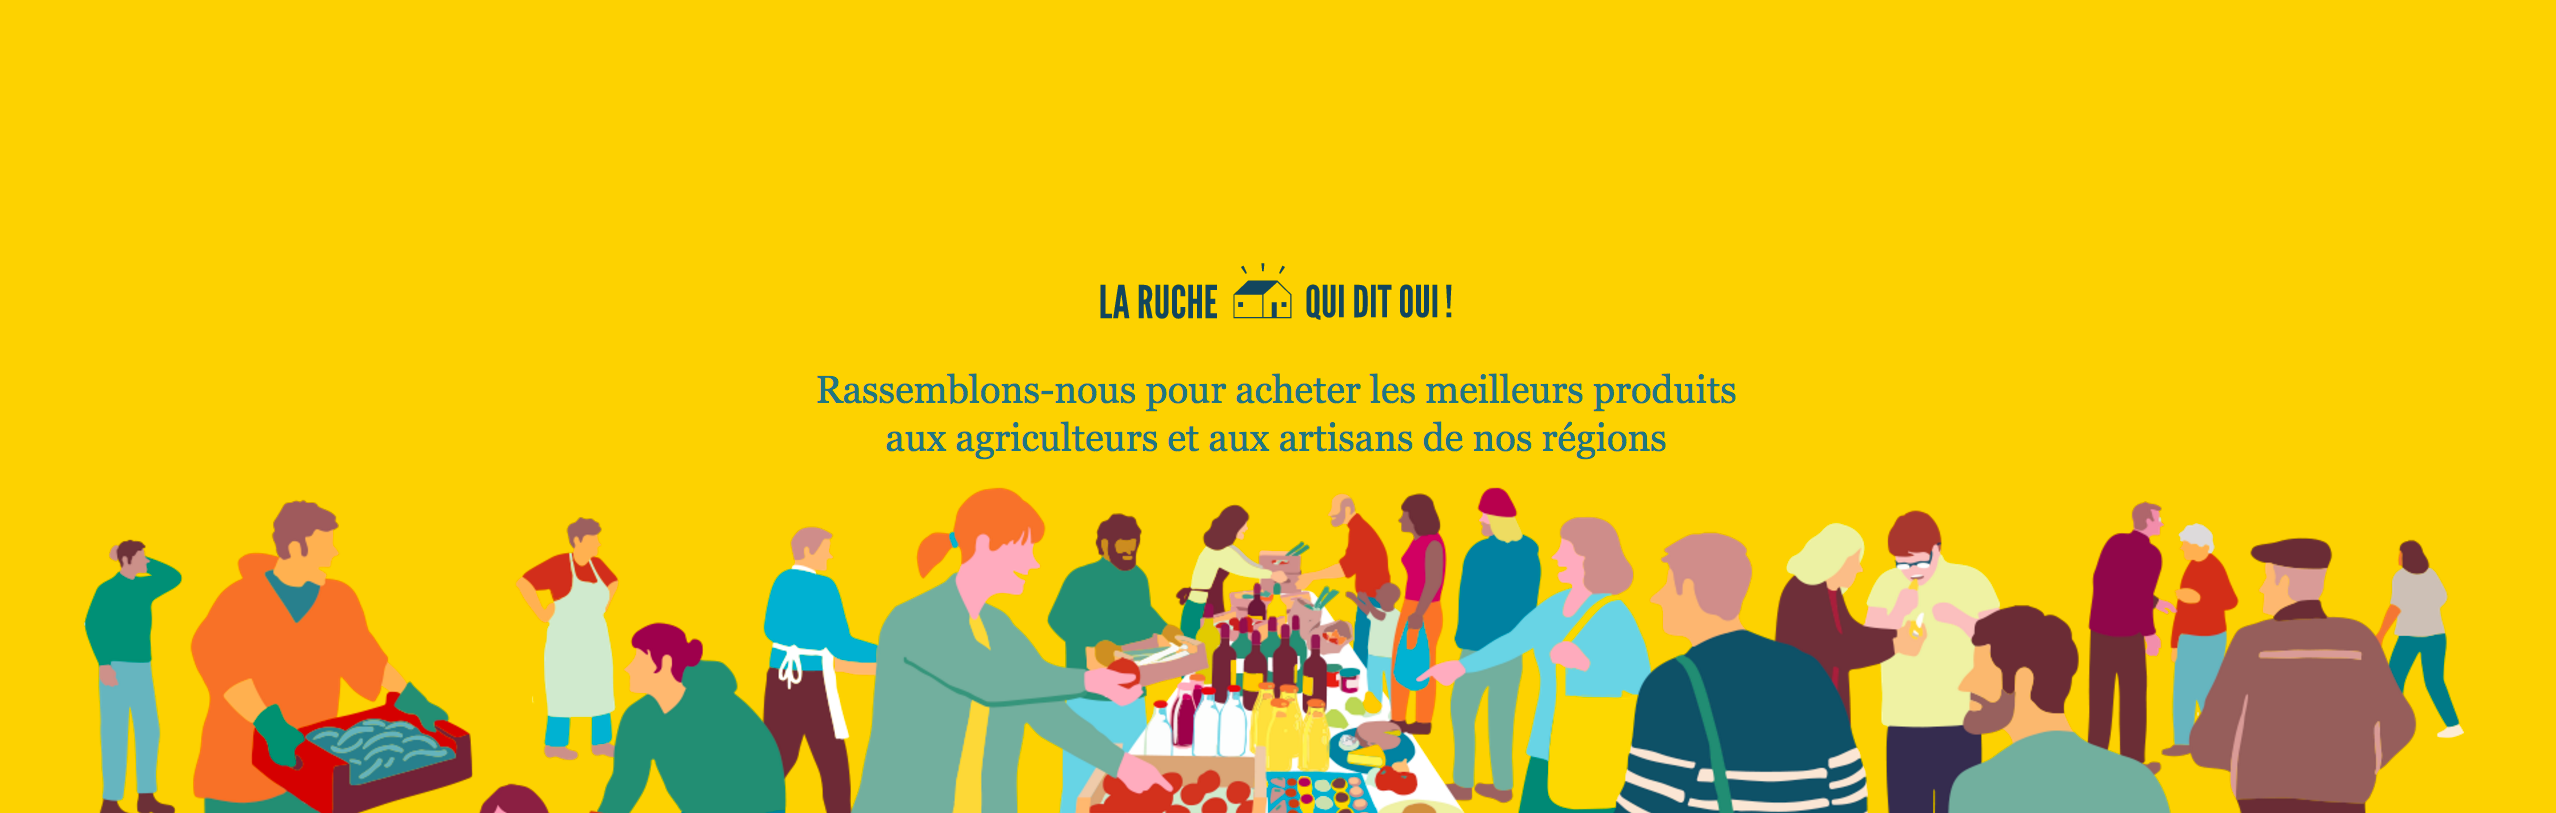 LA RUCHE QUI DIT OUI !
Rassemblons-nous pour acheter les meilleurs produits
aux agriculteurs et aux artisans de nos régions